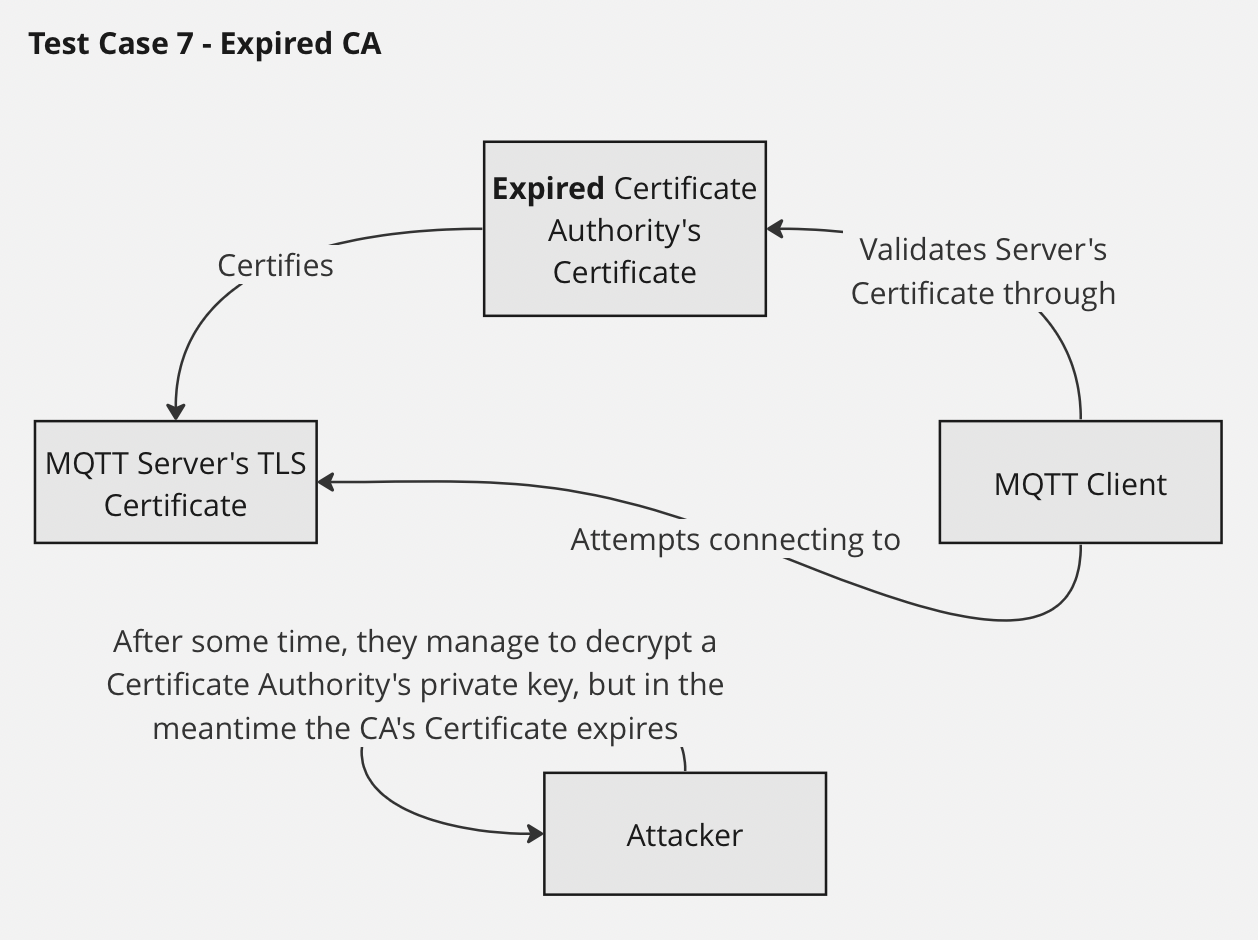 Test Case 7 - Expired CA
Expired Certificate
Authority's
Certificate
Certifies
Validates Server's
Certificate through
MQTT Server's TLS
Certificate
MQTT Client
Attempts connecting to
After some time, they manage to decrypt a
Certificate Authority's private key, but in the
meantime the CA's Certificate expires
Attacker